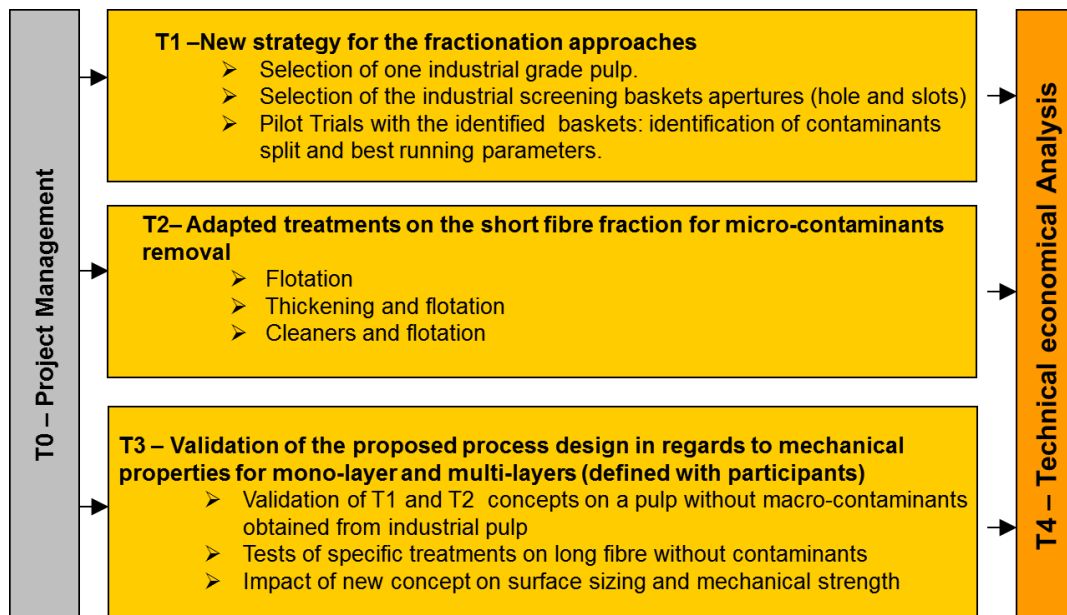 T0 – Project Management
T1 –New strategy for the fractionation approaches
➢ Selection of one industrial grade pulp.
➢ Selection of the industrial screening baskets apertures (hole and slots)
➢ Pilot Trials with the identified baskets: identification of contaminants
split and best running parameters.
T2– Adapted treatments on the short fibre fraction for micro-contaminants
removal
➢ Flotation
➢ Thickening and flotation
➢ Cleaners and flotation
T3 – Validation of the proposed process design in regards to mechanical
properties for mono-layer and multi-layers (defined with participants)
➢ Validation of T1 and T2 concepts on a pulp without macro-contaminants
obtained from industrial pulp
➢ Tests of specific treatments on long fibre without contaminants
➢ Impact of new concept on surface sizing and mechanical strength
T4 – Technical economical Analysis